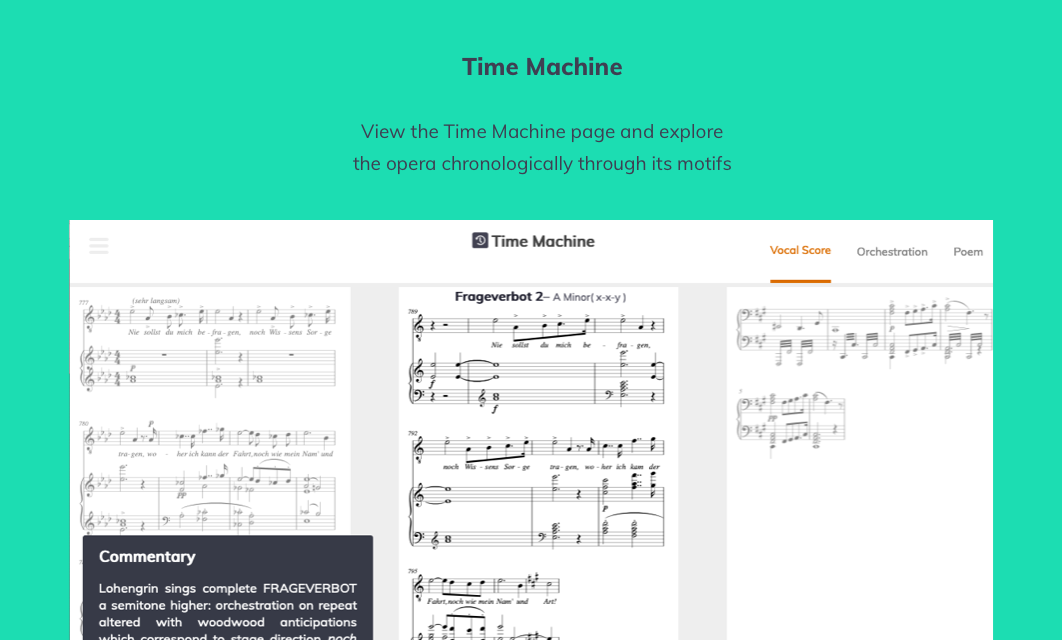 Time Machine
View the Time Machine page and explore
the opera chronologically through its motifs
Time Machine
Vocal Score Orchestration Poem
777
(sehr langsam)
Nie sollst du mich be - fra - gen, noch Wis - sens Sor - ge
p
780
p
tra - gen, wo - her ich kam der Fahrt, noch wie mein Nam' und
pp
Commentary
Lohengrin sings complete FRAGEVERBOT
a semitone higher: orchestration on repeat
altered with woodwood anticipations
which correspond to stage direction noch
Frageverbot 2– A Minor( x-x-y )
789
Nie sollst du mich be - fra - gen,
f
f
792
noch Wis - sens Sor - ge tra - gen, wo - her ich kam der
p
795
Fahrt, noch wie mein Nam' und Art!
pp